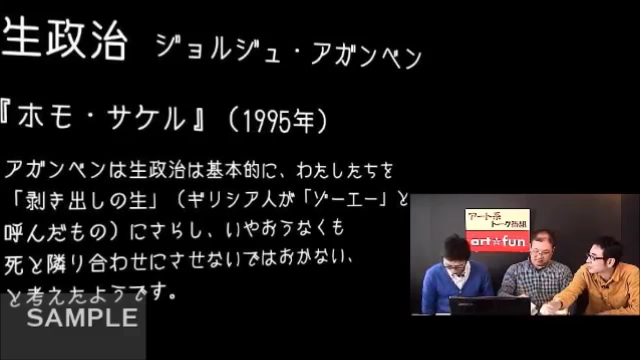 生政治 ジョルジュ・アガンベン
『ホモ・サケル』（1995年）
アガンベンは生政治は基本的に、わたしたちを
「剥き出しの生」（ギリシア人が「ゾーエー」と
呼んだもの）にさらし、いやおうなくも
死と隣り合わせにさせないではおかない、
と考えたようです。
アート系
トーク番組
art☆fun
SAMPLE